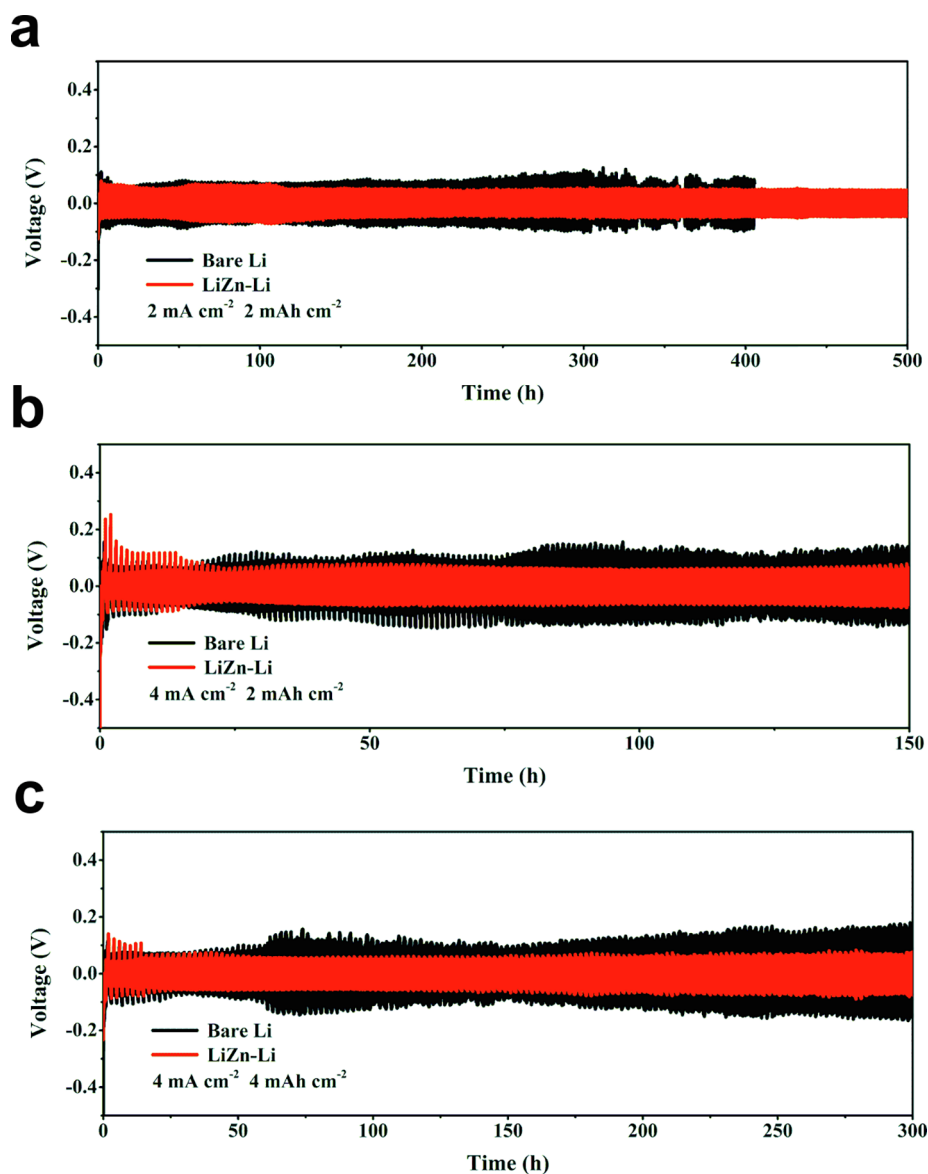 a
0.4
0.2
0.0
-0.2
-0.4
Voltage (V)
Bare Li
LiZn-Li
2 mA cm⁻² 2 mAh cm⁻²
0 100 200 300 400 500
Time (h)
b
0.4
0.2
0.0
-0.2
-0.4
Voltage (V)
Bare Li
LiZn-Li
4 mA cm⁻² 2 mAh cm⁻²
0 50 100 150
Time (h)
c
0.4
0.2
0.0
-0.2
-0.4
Voltage (V)
Bare Li
LiZn-Li
4 mA cm⁻² 4 mAh cm⁻²
0 50 100 150 200 250 300
Time (h)